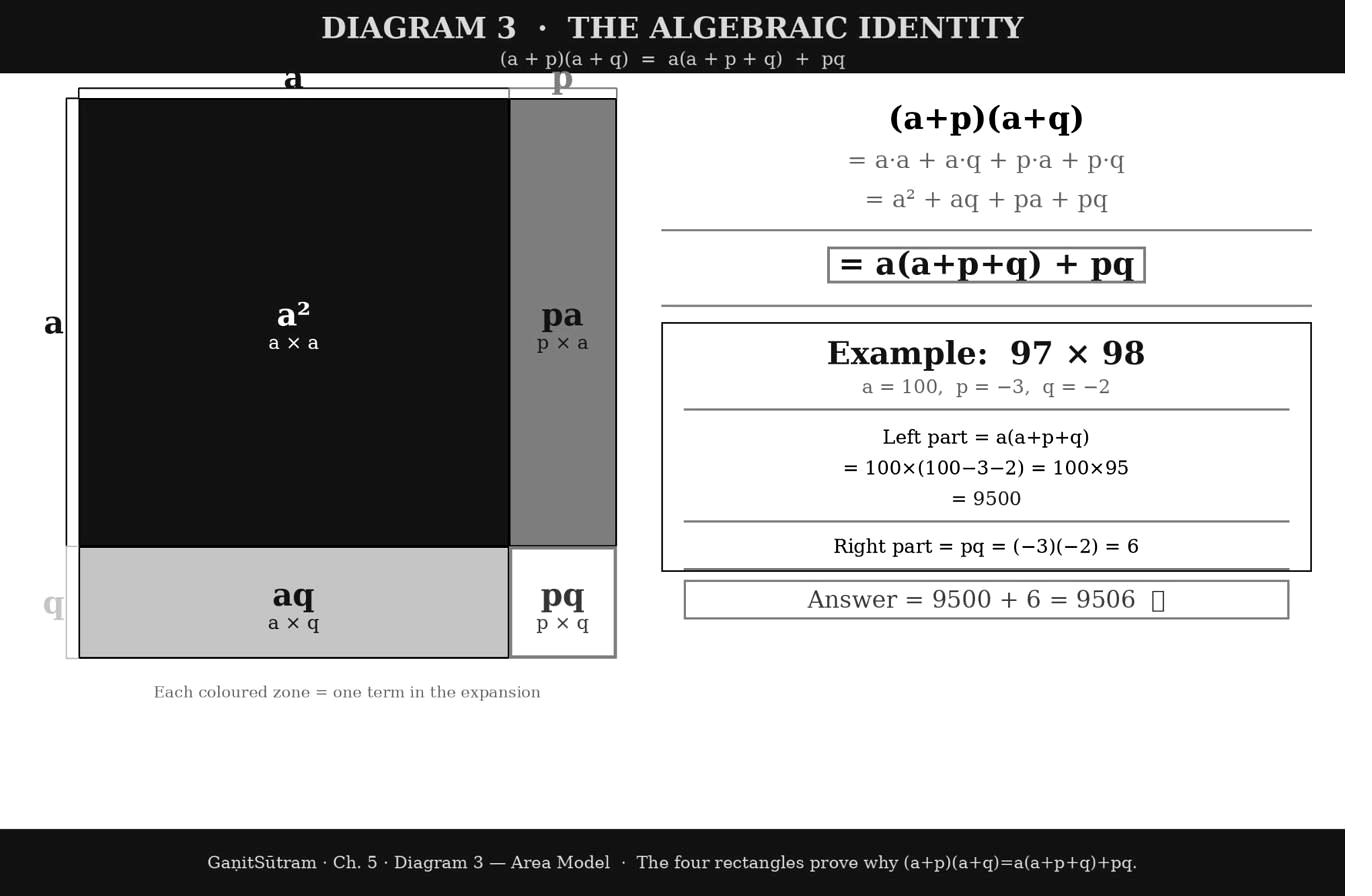 DIAGRAM 3 · THE ALGEBRAIC IDENTITY
(a + p)(a + q) = a(a + p + q) + pq
a
p
a
a²
a × a
pa
p × a
q
aq
a × q
pq
p × q
Each coloured zone = one term in the expansion
(a+p)(a+q)
= a·a + a·q + p·a + p·q
= a² + aq + pa + pq
= a(a+p+q) + pq
Example: 97 × 98
a = 100, p = −3, q = −2
Left part = a(a+p+q)
= 100×(100−3−2) = 100×95
= 9500
Right part = pq = (−3)(−2) = 6
Answer = 9500 + 6 = 9506
GaṇitSūtram · Ch. 5 · Diagram 3 — Area Model · The four rectangles prove why (a+p)(a+q)=a(a+p+q)+pq.